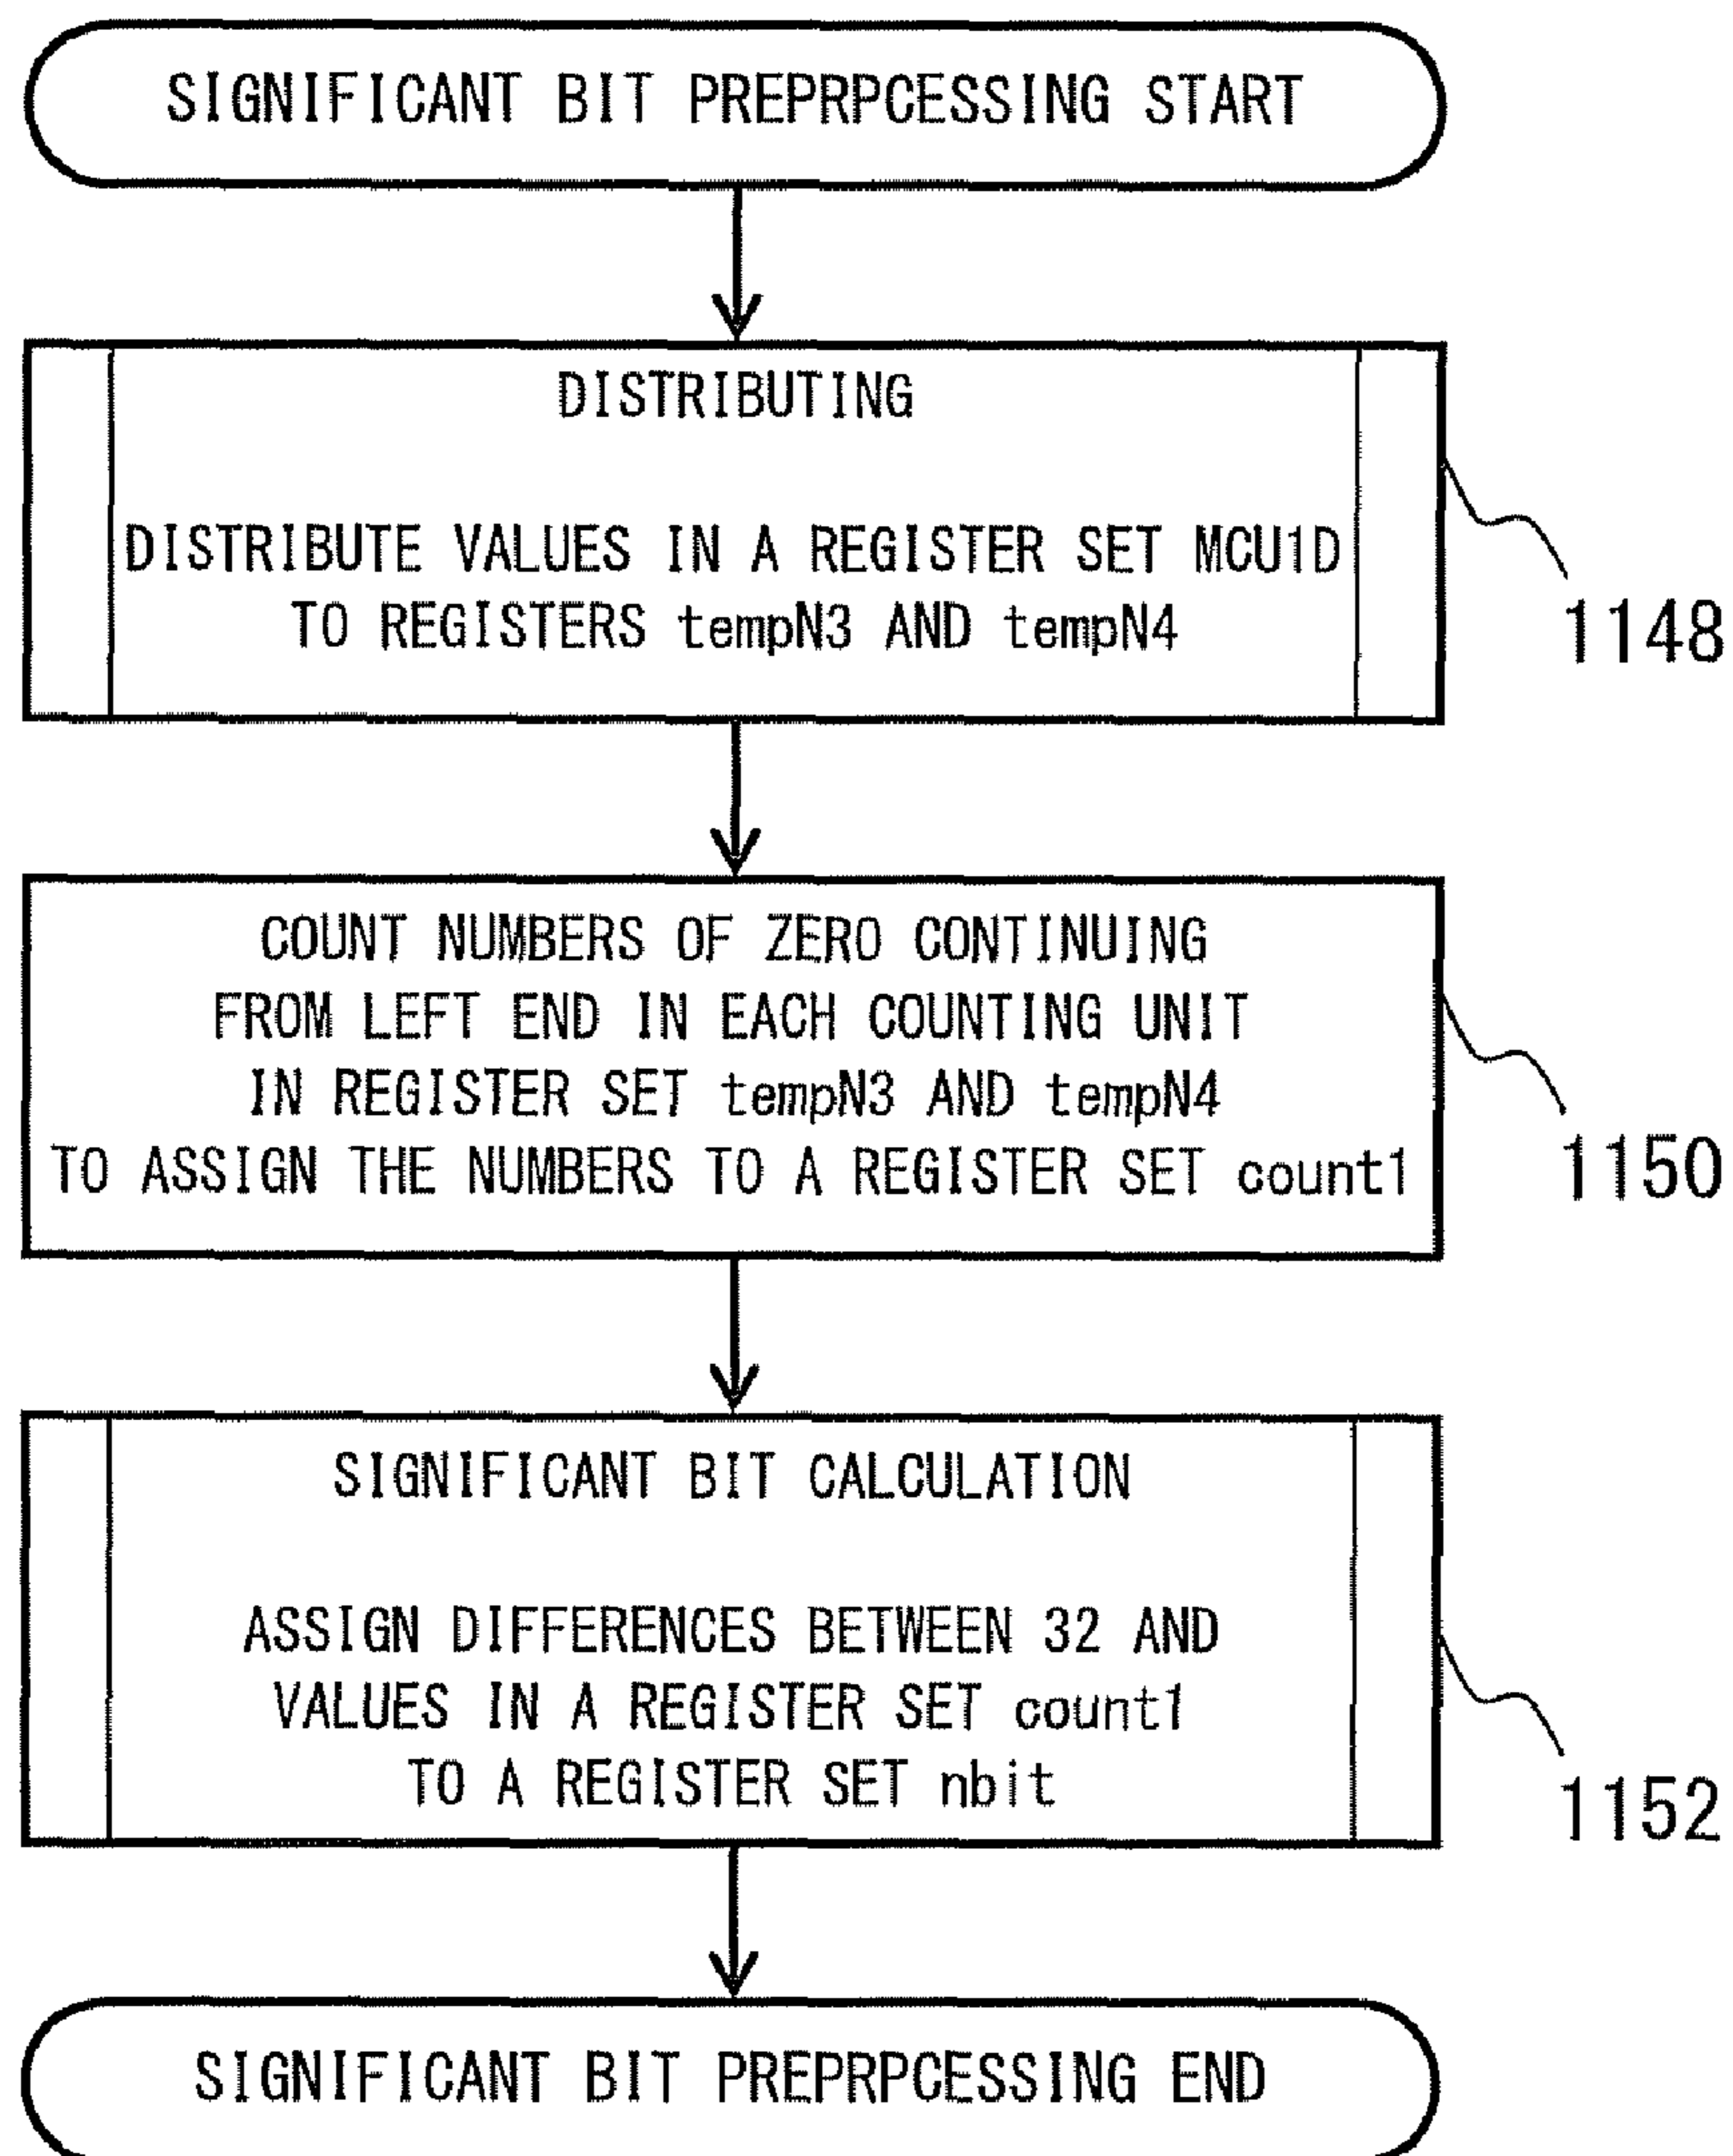 SIGNIFICANT BIT PREPRPCESSING START
DISTRIBUTING
DISTRIBUTE VALUES IN A REGISTER SET MCU1D
TO REGISTERS tempN3 AND tempN4
1148
COUNT NUMBERS OF ZERO CONTINUING
FROM LEFT END IN EACH COUNTING UNIT
IN REGISTER SET tempN3 AND tempN4
TO ASSIGN THE NUMBERS TO A REGISTER SET count1
1150
SIGNIFICANT BIT CALCULATION
ASSIGN DIFFERENCES BETWEEN 32 AND
VALUES IN A REGISTER SET count1
TO A REGISTER SET nbit
1152
SIGNIFICANT BIT PREPRPCESSING END